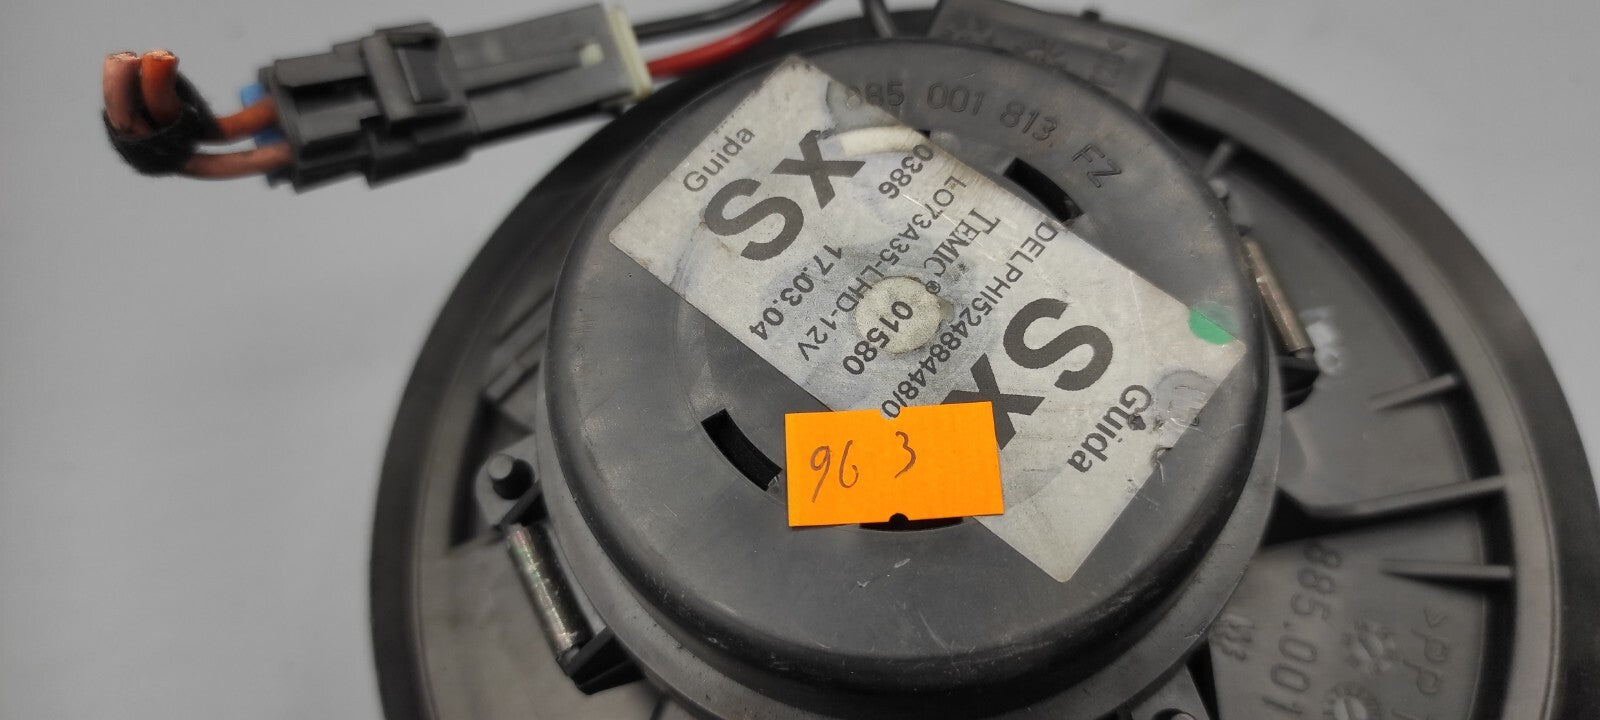 885 001 813. FZ
Guida
Sx
DELPHI52488448/0
TEMIC® 01580
F073A35-LHD-12V
0386 17.03.04
Guida
Sx
96 3
885.001